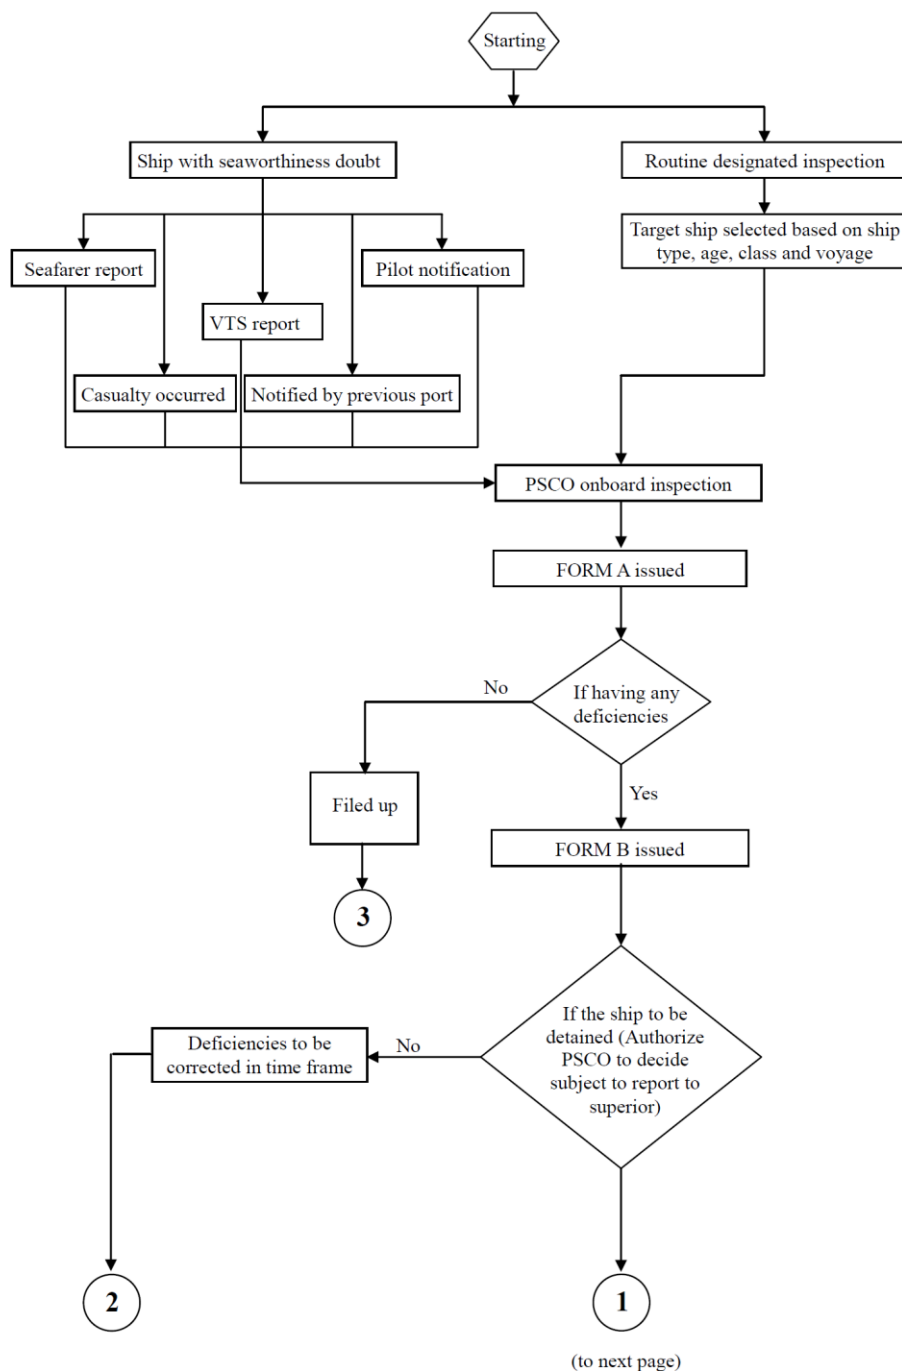 Starting
Ship with seaworthiness doubt
Routine designated inspection
Target ship selected based on ship
type, age, class and voyage
Seafarer report
Pilot notification
VTS report
Casualty occurred
Notified by previous port
PSCO onboard inspection
FORM A issued
If having any
deficiencies
No
Yes
Filed up
FORM B issued
3
If the ship to be
detained (Authorize
PSCO to decide
subject to report to
superior)
No
Deficiencies to be
corrected in time frame
2
1
(to next page)